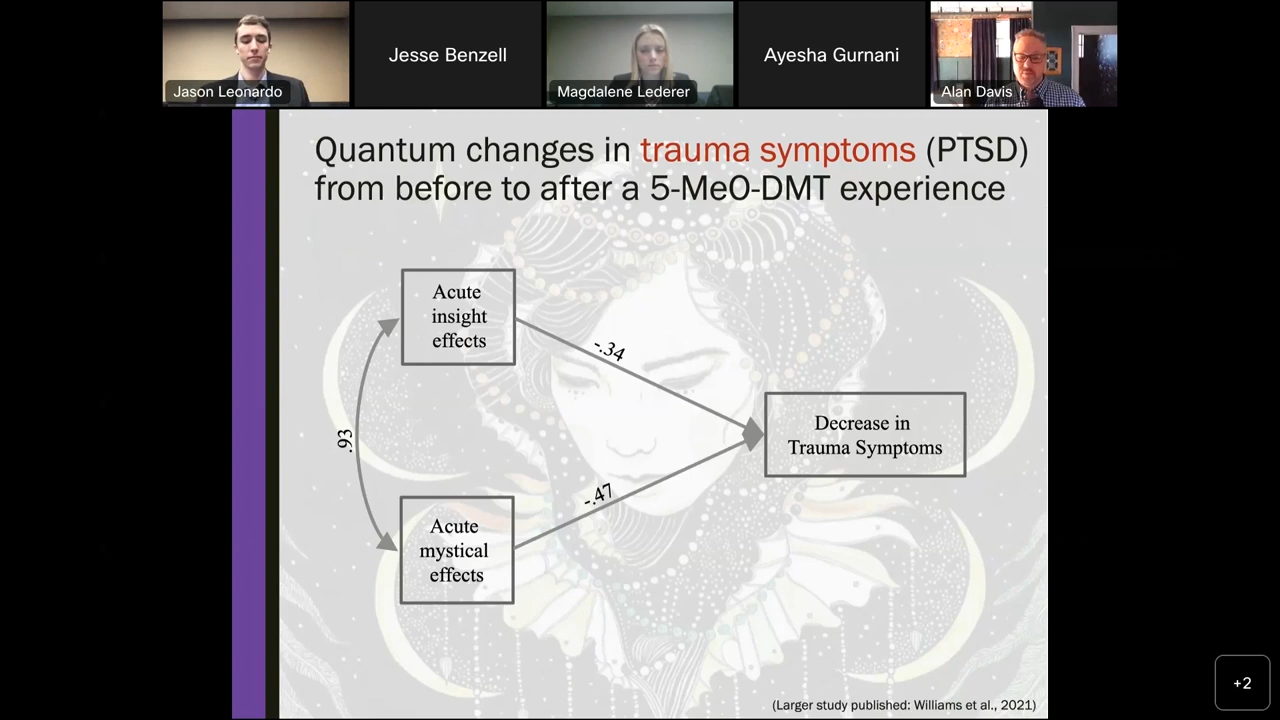 Jason Leonardo
Jesse Benzell
Magdalene Lederer
Ayesha Gurnani
Alan Davis
Quantum changes in trauma symptoms (PTSD)
from before to after a 5-MeO-DMT experience
Acute
insight
effects
-.34
.93
Decrease in
Trauma Symptoms
-.47
Acute
mystical
effects
(Larger study published: Williams et al., 2021)
+2